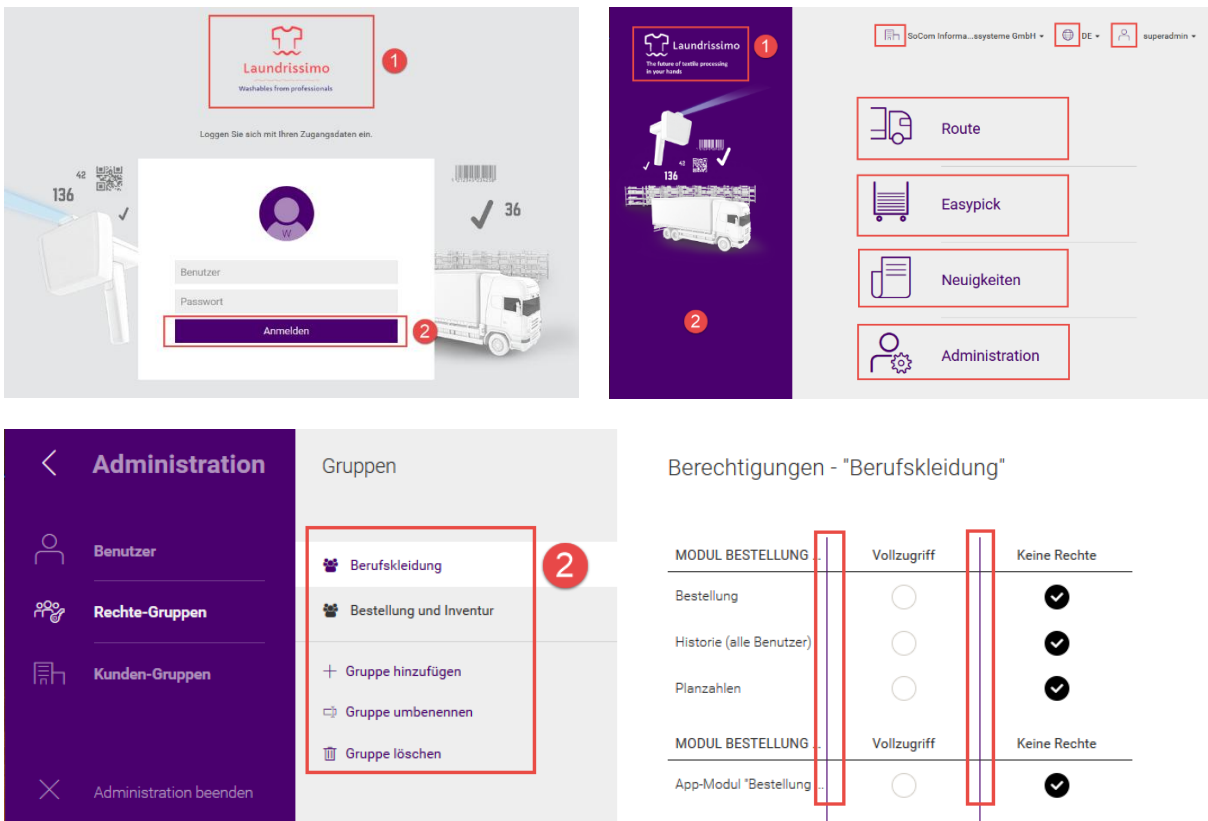 Laundrissimo
Washables from professionals
1
Loggen Sie sich mit Ihren Zugangsdaten ein.
42
136
36
W
Benutzer
Passwort
Anmelden
2
Laundrissimo
The future of textile processing
in your hands
1
42
136
2
SoCom Informa...ssysteme GmbH
DE
superadmin
Route
Easypick
Neuigkeiten
Administration
Administration
Benutzer
Rechte-Gruppen
Kunden-Gruppen
Administration beenden
Gruppen
Berufskleidung
2
Bestellung und Inventur
Gruppe hinzufügen
Gruppe umbenennen
Gruppe löschen
Berechtigungen - "Berufskleidung"
MODUL BESTELLUNG ... Vollzugriff Keine Rechte
Bestellung
Historie (alle Benutzer)
Planzahlen
MODUL BESTELLUNG ... Vollzugriff Keine Rechte
App-Modul "Bestellung ...